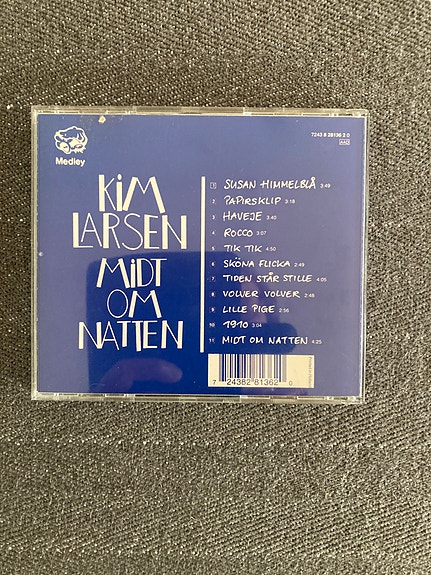 Medley
KiM
LARSEN
MiDT
OM
NATTEN
7243 8 28136 2 0
AAD
1 SUSAN HIMMELBLÅ 3:49
2 PAPIRSKLIP 3:18
3 HAVEJE 3:40
4 ROCCO 3:07
5 TIK TIK 4:50
6 SKÖNA FLICKA 2:49
7 TIDEN STÅR STILLE 4:05
8 VOLVER VOLVER 2:48
9 LILLE PIGE 2:56
10 1910 3:04
11 MIDT OM NATTEN 4:25
7 24382 81362 0